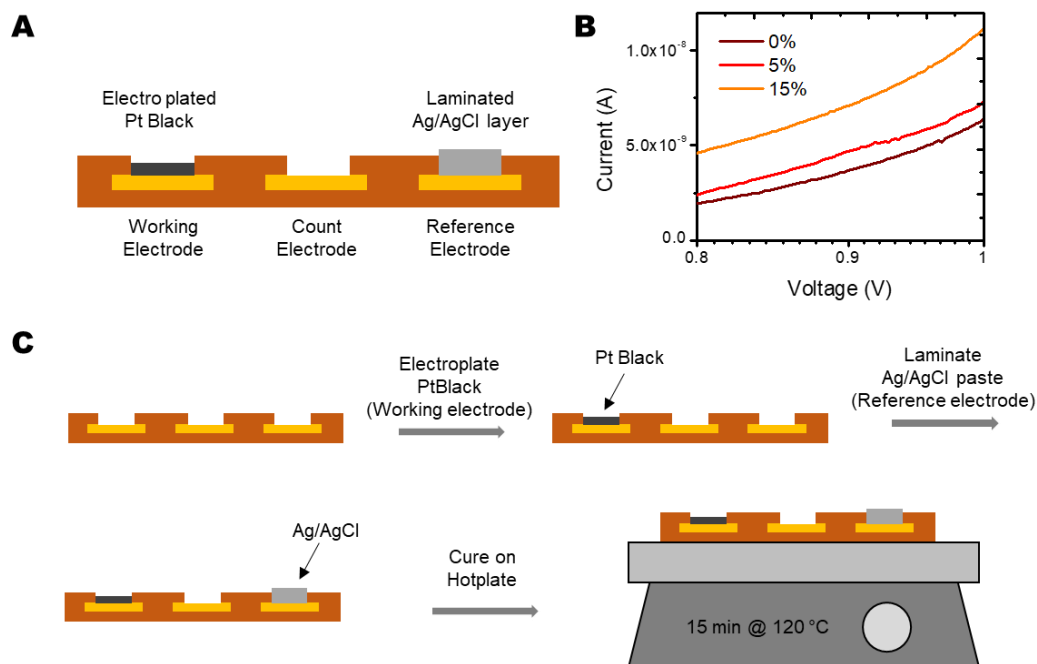 A
Electro plated
Pt Black
Laminated
Ag/AgCl layer
Working
Electrode
Count
Electrode
Reference
Electrode
B
0%
5%
15%
1.0x10⁻⁸
5.0x10⁻⁹
0.0
Current (A)
0.8
0.9
1
Voltage (V)
C
Electroplate
PtBlack
(Working electrode)
Pt Black
Laminate
Ag/AgCl paste
(Reference electrode)
Ag/AgCl
Cure on
Hotplate
15 min @ 120 °C